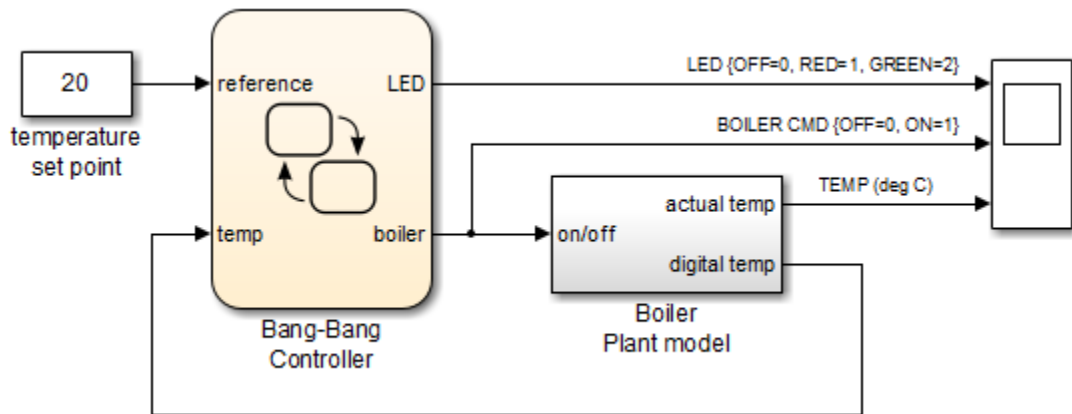 20
temperature
set point
reference
LED
temp
boiler
Bang-Bang
Controller
LED {OFF=0, RED=1, GREEN=2}
BOILER CMD {OFF=0, ON=1}
TEMP (deg C)
on/off
actual temp
digital temp
Boiler
Plant model